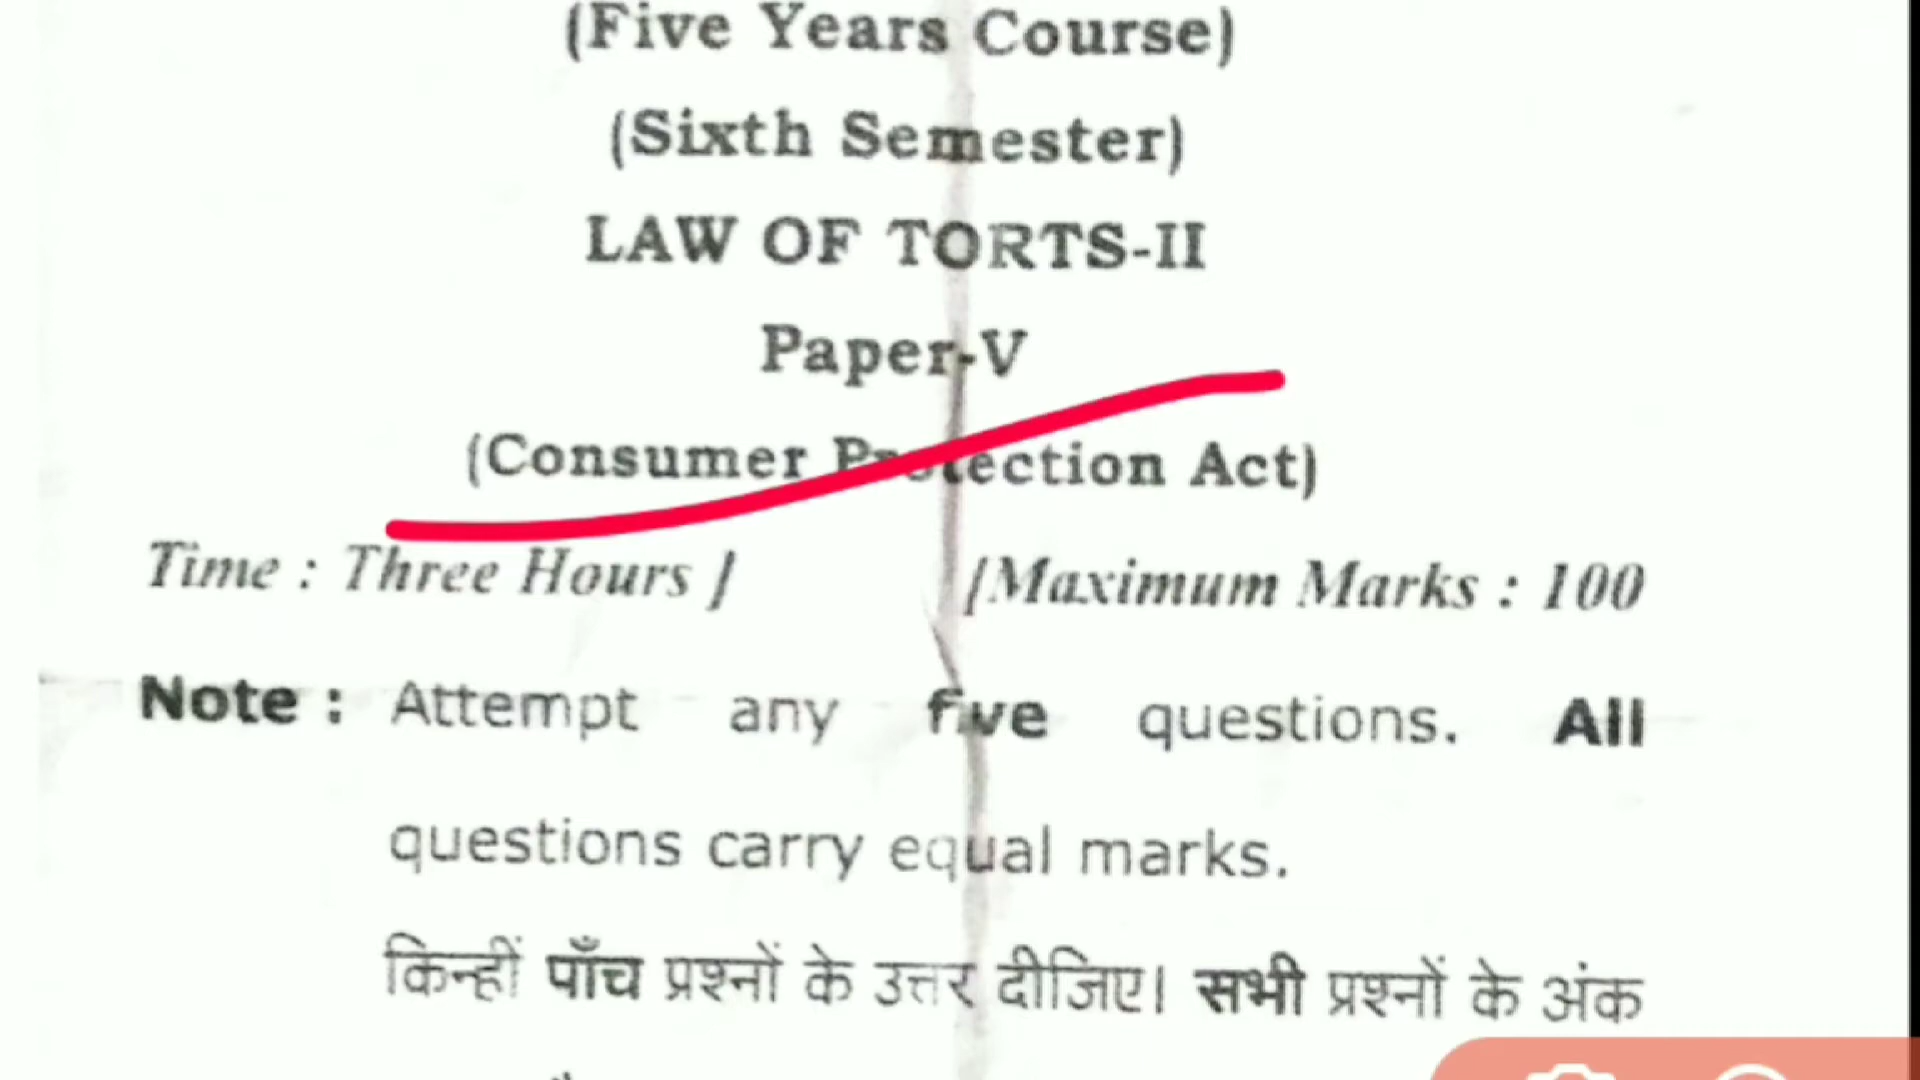 (Five Years Course)
(Sixth Semester)
LAW OF TORTS-II
Paper-V
(Consumer Protection Act)
Time : Three Hours ]
[Maximum Marks : 100
Note : Attempt any five questions. All
questions carry equal marks.
किन्हीं पाँच प्रश्नों के उत्तर दीजिए। सभी प्रश्नों के अंक